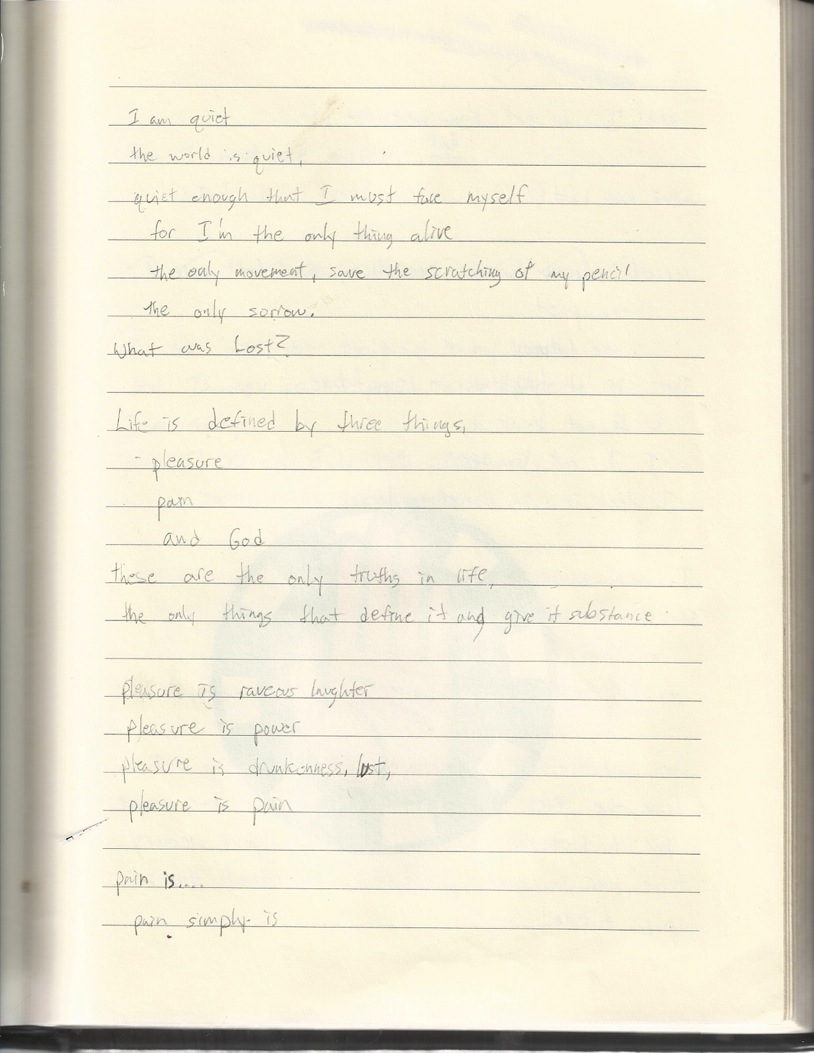 I am quiet
the world is quiet,
quiet enough that I must face myself
for I'm the only thing alive
the only movement, save the scratching of my pencil
the only sorrow.
What was Lost?
Life is defined by three things,
pleasure
pain
and God
these are the only truths in life,
the only things that define it and give it substance
pleasure is raveous laughter
pleasure is power
pleasure is drunkenness, lust,
pleasure is pain
pain is....
pain simply is